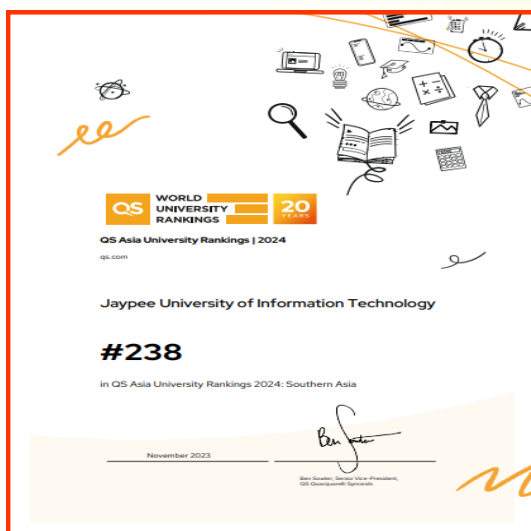 QS
WORLD
UNIVERSITY
RANKINGS
20
YEARS
QS Asia University Rankings | 2024
qs.com
Jaypee University of Information Technology
#238
in QS Asia University Rankings 2024: Southern Asia
November 2023
Ben Sowter, Senior Vice-President,
QS Quacquarelli Symonds